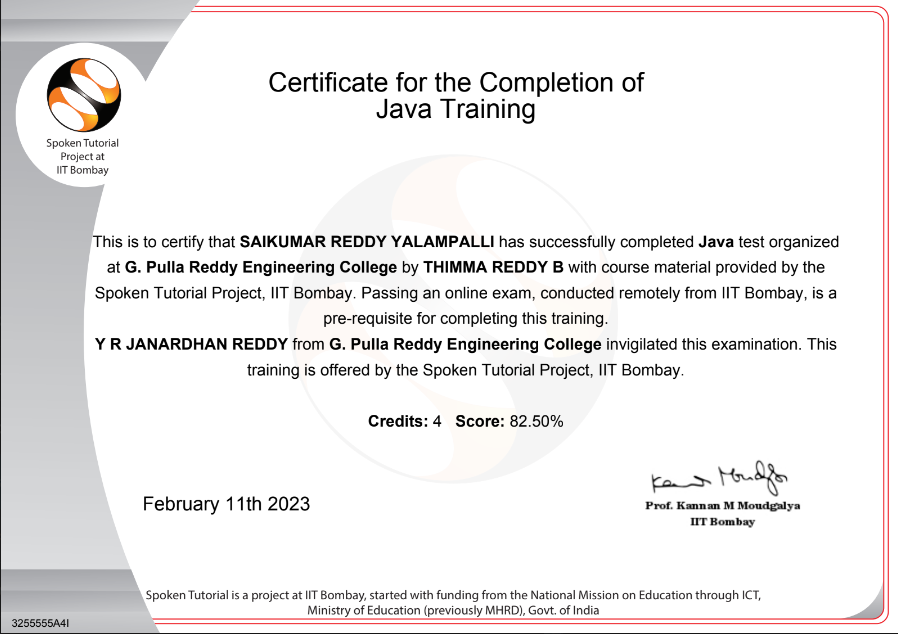 Certificate for the Completion of
Java Training
Spoken Tutorial
Project at
IIT Bombay
This is to certify that SAIKUMAR REDDY YALAMPALLI has successfully completed Java test organized
at G. Pulla Reddy Engineering College by THIMMA REDDY B with course material provided by the
Spoken Tutorial Project, IIT Bombay. Passing an online exam, conducted remotely from IIT Bombay, is a
pre-requisite for completing this training.
Y R JANARDHAN REDDY from G. Pulla Reddy Engineering College invigilated this examination. This
training is offered by the Spoken Tutorial Project, IIT Bombay.
Credits: 4 Score: 82.50%
Kannan Moudgalya
February 11th 2023
Prof. Kannan M Moudgalya
IIT Bombay
Spoken Tutorial is a project at IIT Bombay, started with funding from the National Mission on Education through ICT,
Ministry of Education (previously MHRD), Govt. of India
3255555A4I